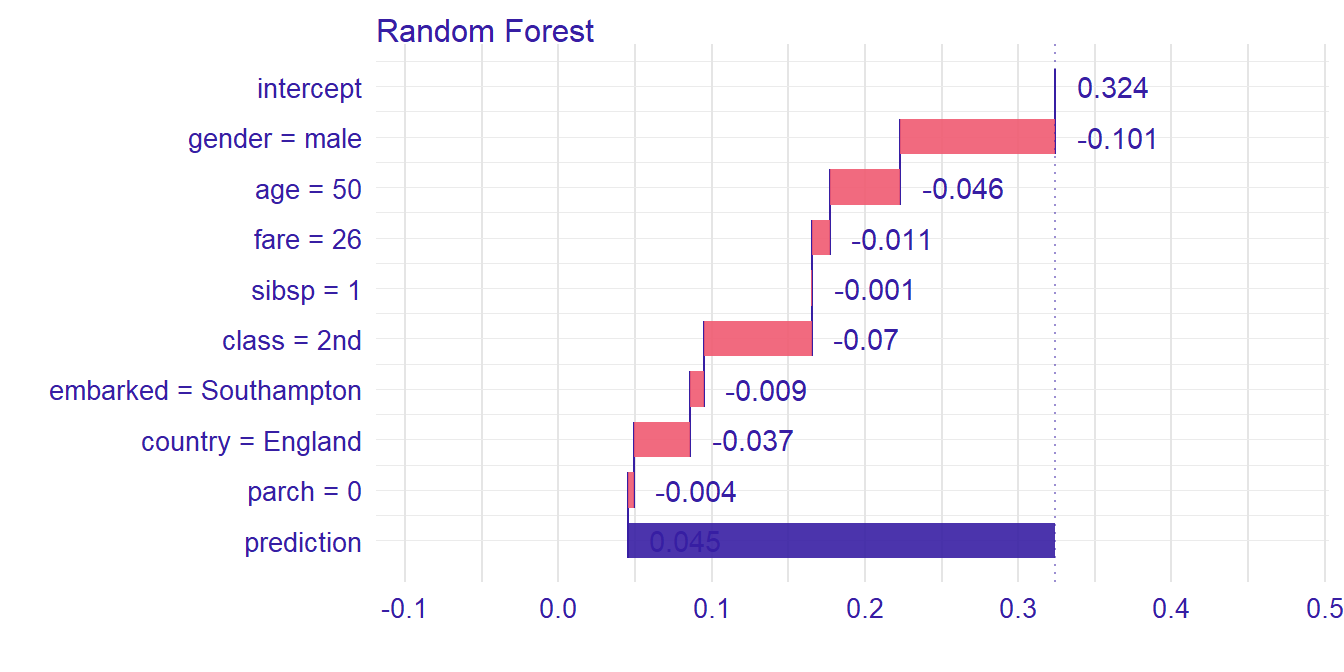 Random Forest
intercept 0.324
gender = male -0.101
age = 50 -0.046
fare = 26 -0.011
sibsp = 1 -0.001
class = 2nd -0.07
embarked = Southampton -0.009
country = England -0.037
parch = 0 -0.004
prediction 0.045
-0.1 0.0 0.1 0.2 0.3 0.4 0.5